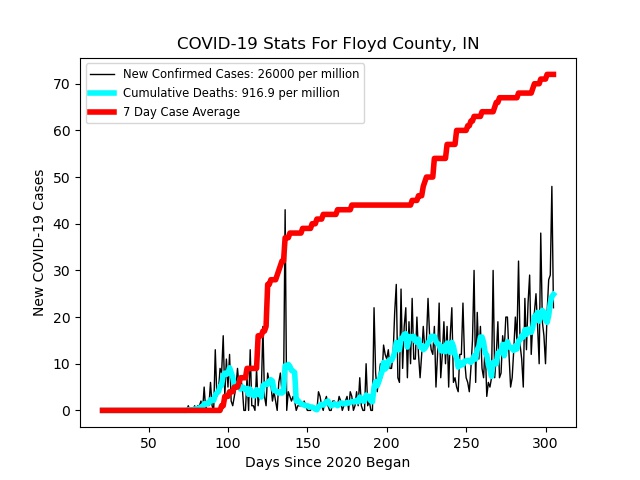 COVID-19 Stats For Floyd County, IN
New Confirmed Cases: 26000 per million
Cumulative Deaths: 916.9 per million
7 Day Case Average
70
60
50
40
30
20
10
0
New COVID-19 Cases
50 100 150 200 250 300
Days Since 2020 Began